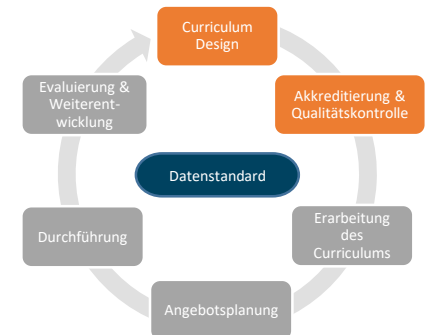 Curriculum
Design
Akkreditierung &
Qualitätskontrolle
Erarbeitung
des
Curriculums
Angebotsplanung
Durchführung
Evaluierung &
Weiterent-
wicklung
Datenstandard